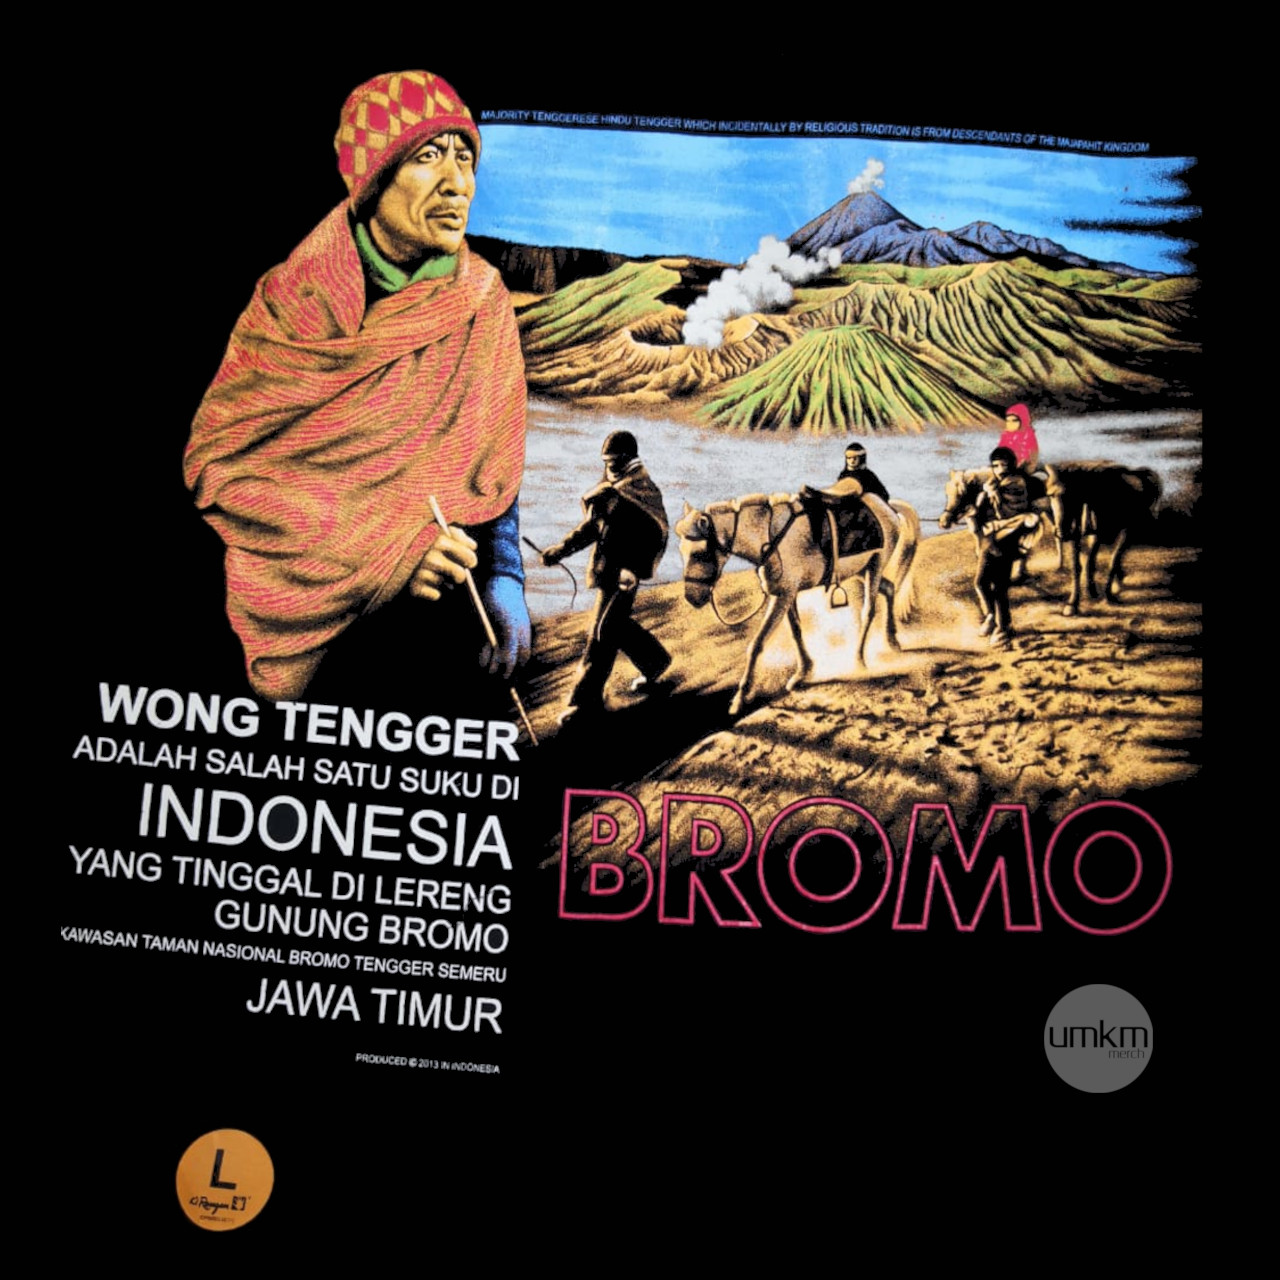 MAJORITY TENGGERESE HINDU TENGGER WHICH INCIDENTALLY BY RELIGIOUS TRADITION IS FROM DESCENDANTS OF THE MAJAPAHIT KINGDOM
WONG TENGGER
ADALAH SALAH SATU SUKU DI
INDONESIA
YANG TINGGAL DI LERENG
GUNUNG BROMO
KAWASAN TAMAN NASIONAL BROMO TENGGER SEMERU
JAWA TIMUR
PRODUCED © 2013 IN INDONESIA
BROMO
umkm
merch
L